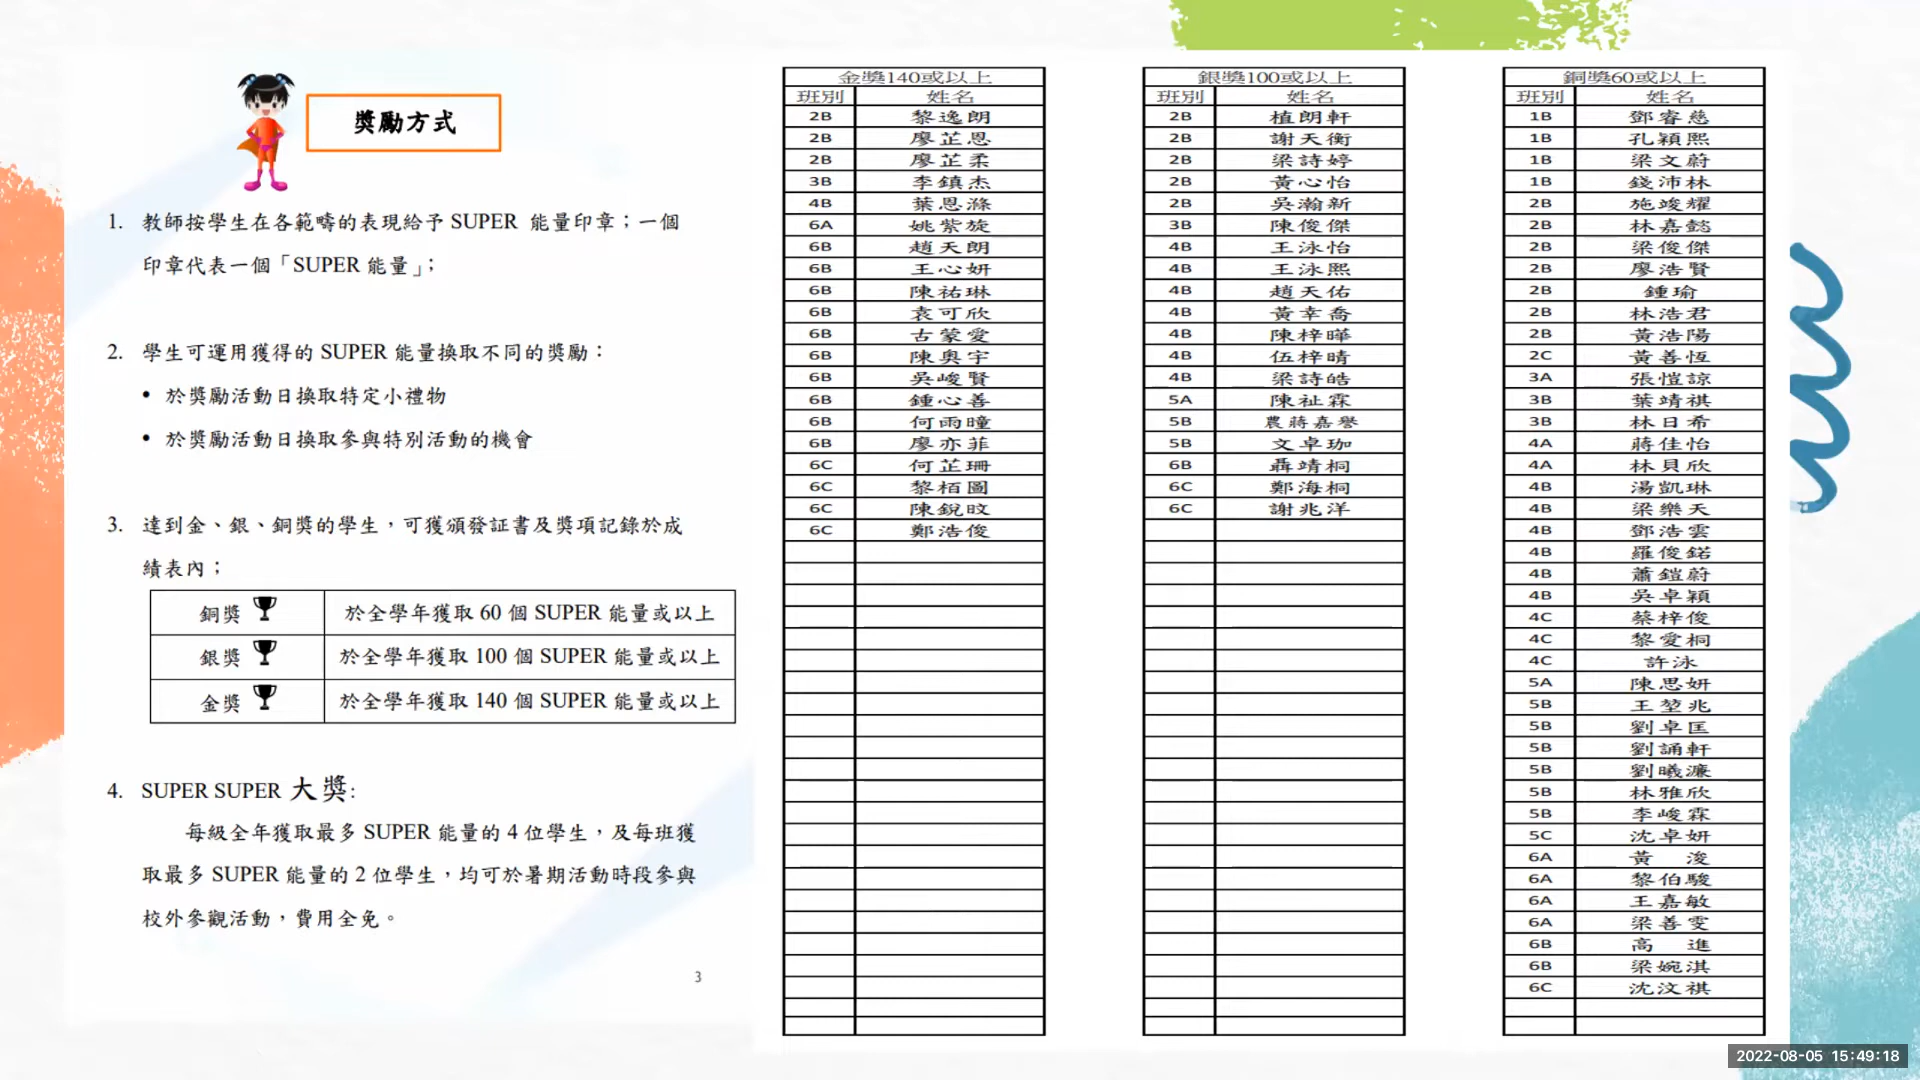 獎勵方式
1. 教師按學生在各範疇的表現給予 SUPER 能量印章；一個
印章代表一個「SUPER 能量」；
2. 學生可運用獲得的 SUPER 能量換取不同的獎勵：
• 於獎勵活動日換取特定小禮物
• 於獎勵活動日換取參與特別活動的機會
3. 達到金、銀、銅獎的學生，可獲頒發証書及獎項記錄於成
績表內；
銅獎 於全學年獲取 60 個 SUPER 能量或以上
銀獎 於全學年獲取 100 個 SUPER 能量或以上
金獎 於全學年獲取 140 個 SUPER 能量或以上
4. SUPER SUPER 大獎:
每級全年獲取最多 SUPER 能量的 4 位學生，及每班獲
取最多 SUPER 能量的 2 位學生，均可於暑期活動時段參與
校外參觀活動，費用全免。
3
金獎140或以上
班別 姓名
2B 黎逸朗
2B 廖芷恩
2B 廖芷柔
3B 李鎮杰
4B 葉恩滌
6A 姚紫旋
6B 趙天朗
6B 王心妍
6B 陳祐琳
6B 袁可欣
6B 古蒙愛
6B 陳奥宇
6B 吳峻賢
6B 鍾心善
6B 何雨曈
6B 廖亦菲
6C 何芷珊
6C 黎栢圖
6C 陳銳旼
6C 鄭浩俊
銀獎100或以上
班別 姓名
2B 植朗軒
2B 謝天衡
2B 梁詩婷
2B 黃心怡
2B 吳瀚新
3B 陳俊傑
4B 王泳怡
4B 王泳熙
4B 趙天佑
4B 黃幸喬
4B 陳梓曄
4B 伍梓晴
4B 梁詩皓
5A 陳祉霖
5B 農蔣嘉譽
5B 文卓珈
6B 聶靖桐
6C 鄭海桐
6C 謝兆洋
銅獎60或以上
班別 姓名
1B 鄧睿慈
1B 孔穎熙
1B 梁文蔚
1B 錢沛林
2B 施竣耀
2B 林嘉懿
2B 梁俊傑
2B 廖浩賢
2B 鍾瑜
2B 林浩君
2B 黃浩陽
2C 黃善恆
3A 張愷諒
3B 葉靖祺
3B 林日希
4A 蔣佳怡
4A 林貝欣
4B 湯凱琳
4B 梁樂天
4B 鄧浩雲
4B 羅俊鍩
4B 蕭鎧蔚
4B 吳卓穎
4C 蔡梓俊
4C 黎愛桐
4C 許泳
5A 陳思妍
5B 王堃兆
5B 劉卓匡
5B 劉誦軒
5B 劉曦濂
5B 林雅欣
5B 李峻霖
5C 沈卓妍
6A 黃 浚
6A 黎伯駿
6A 王嘉敏
6A 梁善雯
6B 高 進
6B 梁婉淇
6C 沈汶祺
2022-08-05 15:49:18